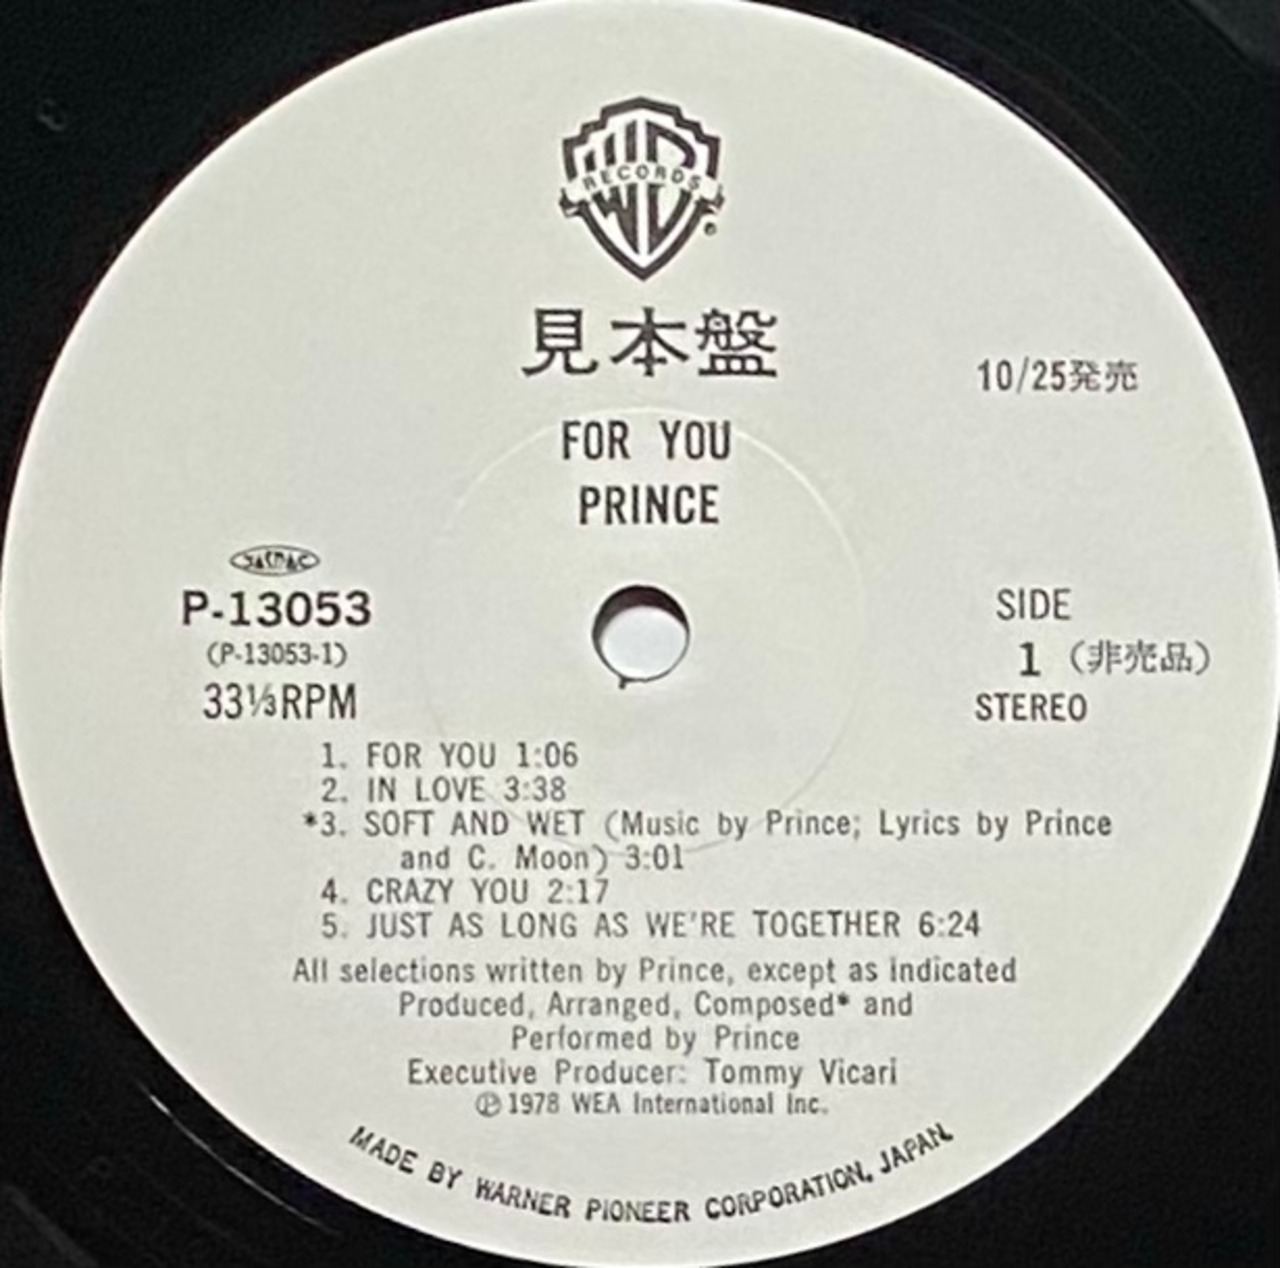 WB
RECORDS
®
見本盤
10/25発売
FOR YOU
PRINCE
JASRAC
P-13053
(P-13053-1)
33⅓RPM
SIDE
1 (非売品)
STEREO
1. FOR YOU 1:06
2. IN LOVE 3:38
*3. SOFT AND WET (Music by Prince; Lyrics by Prince
and C. Moon) 3:01
4. CRAZY YOU 2:17
5. JUST AS LONG AS WE'RE TOGETHER 6:24
All selections written by Prince, except as indicated
Produced, Arranged, Composed* and
Performed by Prince
Executive Producer: Tommy Vicari
℗ 1978 WEA International Inc.
MADE BY WARNER PIONEER CORPORATION, JAPAN.